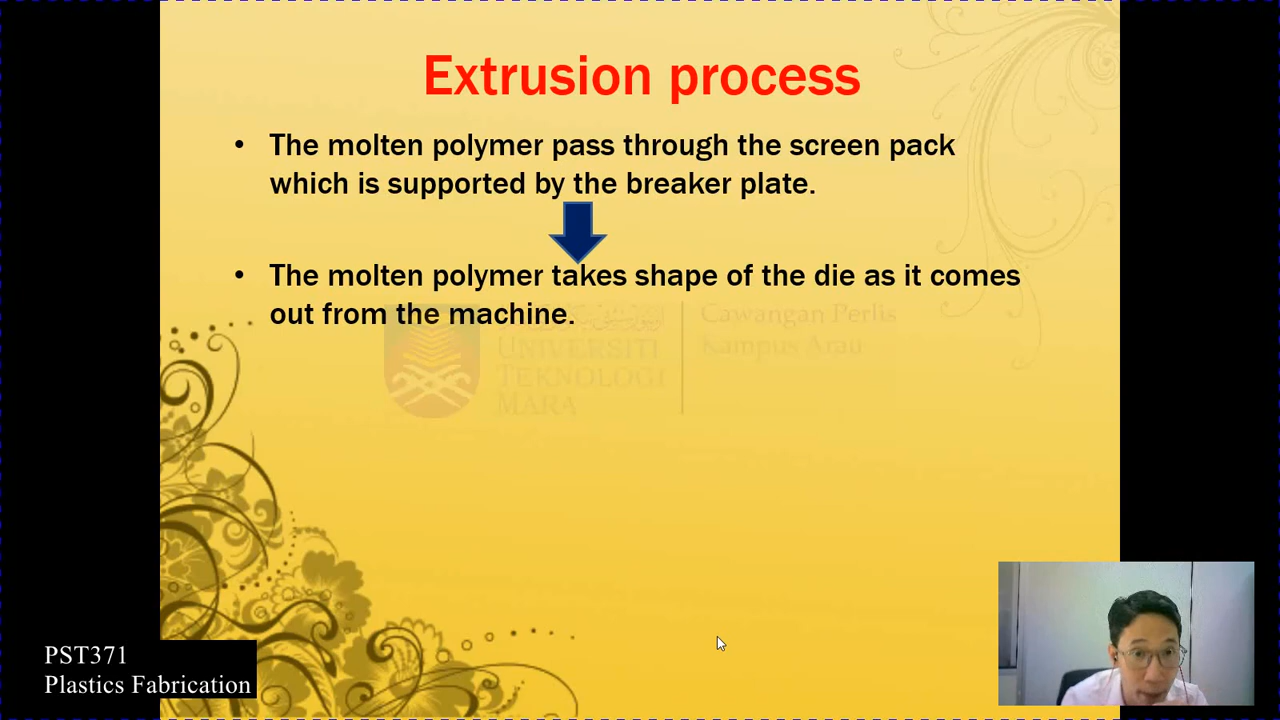 Extrusion process
• The molten polymer pass through the screen pack
which is supported by the breaker plate.
• The molten polymer takes shape of the die as it comes
out from the machine.
UNIVERSITI
TEKNOLOGI
MARA
Cawangan Perlis
Kampus Arau
PST371
Plastics Fabrication